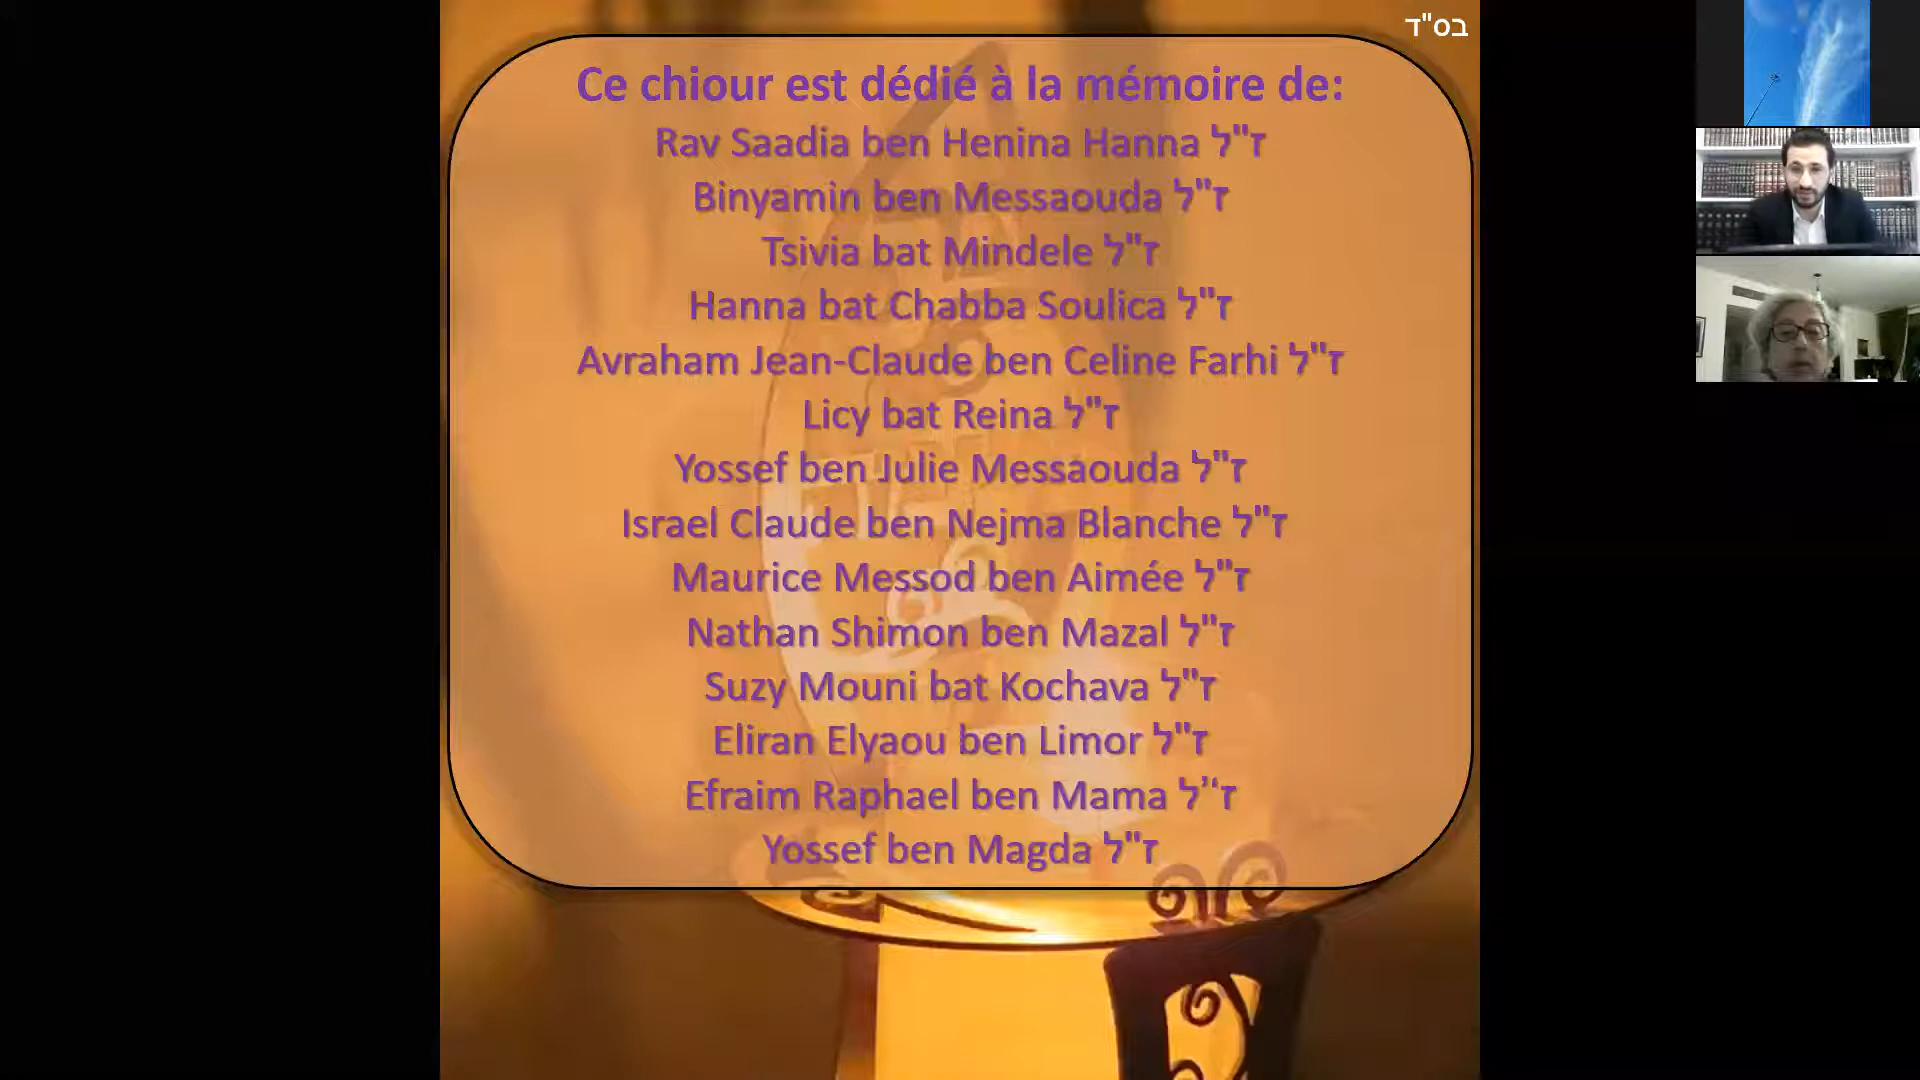 בס"ד
Ce chiour est dédié à la mémoire de:
Rav Saadia ben Henina Hanna ז"ל
Binyamin ben Messaouda ז"ל
Tsivia bat Mindele ז"ל
Hanna bat Chabba Soulica ז"ל
Avraham Jean-Claude ben Celine Farhi ז"ל
Licy bat Reina ז"ל
Yossef ben Julie Messaouda ז"ל
Israel Claude ben Nejma Blanche ז"ל
Maurice Messod ben Aimée ז"ל
Nathan Shimon ben Mazal ז"ל
Suzy Mouni bat Kochava ז"ל
Eliran Elyaou ben Limor ז"ל
Efraim Raphael ben Mama ז‘’ל
Yossef ben Magda ז"ל